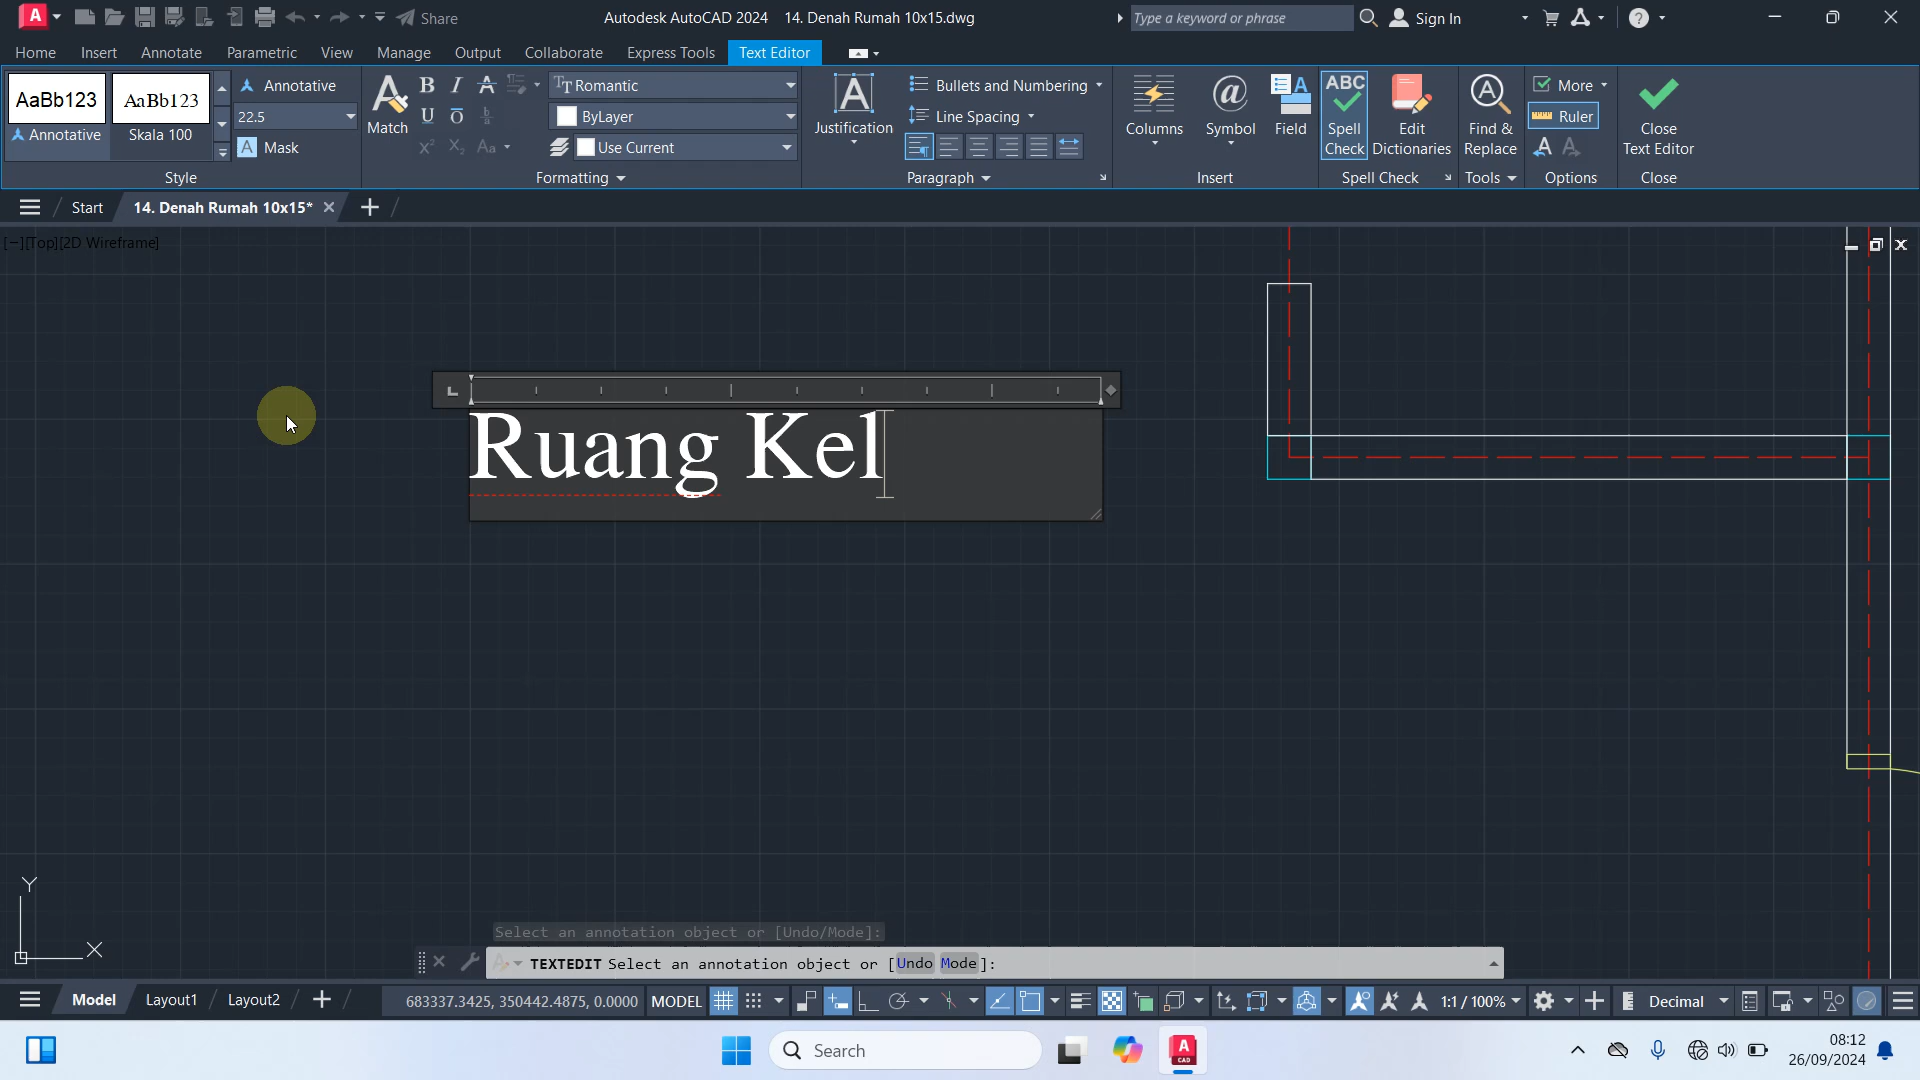 A
Share
Autodesk AutoCAD 2024 14. Denah Rumah 10x15.dwg
Type a keyword or phrase
Sign In
Home Insert Annotate Parametric View Manage Output Collaborate Express Tools Text Editor
AaBb123 AaBb123
Annotative
Skala 100
Annotative
22.5
Mask
Style
Match
Romantic
ByLayer
Use Current
Formatting
Justification
Bullets and Numbering
Line Spacing
Paragraph
Columns
Symbol
Field
Insert
ABC
Spell
Check
Edit
Dictionaries
Spell Check
Find &
Replace
Tools
More
Ruler
Options
Close
Text Editor
Close
Start
14. Denah Rumah 10x15*
[−][Top][2D Wireframe]
Ruang Kel
Y
X
Select an annotation object or [Undo/Mode]:
TEXTEDIT Select an annotation object or [Undo Mode]:
Model Layout1 Layout2
683337.3425, 350442.4875, 0.0000 MODEL
1:1 / 100%
Decimal
Search
A
CAD
08:12
26/09/2024